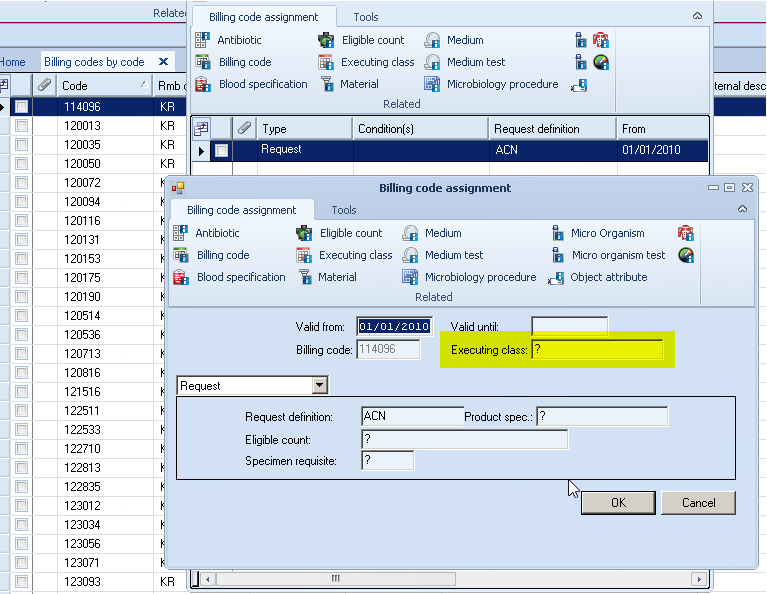 Related
Billing code assignment Tools
Antibiotic Eligible count Medium
Billing code Executing class Medium test
Blood specification Material Microbiology procedure
Related
Home Billing codes by code
Code Rmb ternal desc
Type Condition(s) Request definition From
Request ACN 01/01/2010
114096 KR
120013 KR
120035 KR
120050 KR
120072
120094
120116
120131
120153
120175
120190
120514
120536
120713
120816
121516
122511
122533
122710
122813
122835
123012
123034
123056
123071
123093 KR
Billing code assignment
Billing code assignment Tools
Antibiotic Eligible count Medium Micro Organism
Billing code Executing class Medium test Micro organism test
Blood specification Material Microbiology procedure Object attribute
Related
Valid from: 01/01/2010 Valid until:
Billing code: 114096 Executing class: ?
Request
Request definition: ACN Product spec.: ?
Eligible count: ?
Specimen requisite: ?
OK Cancel